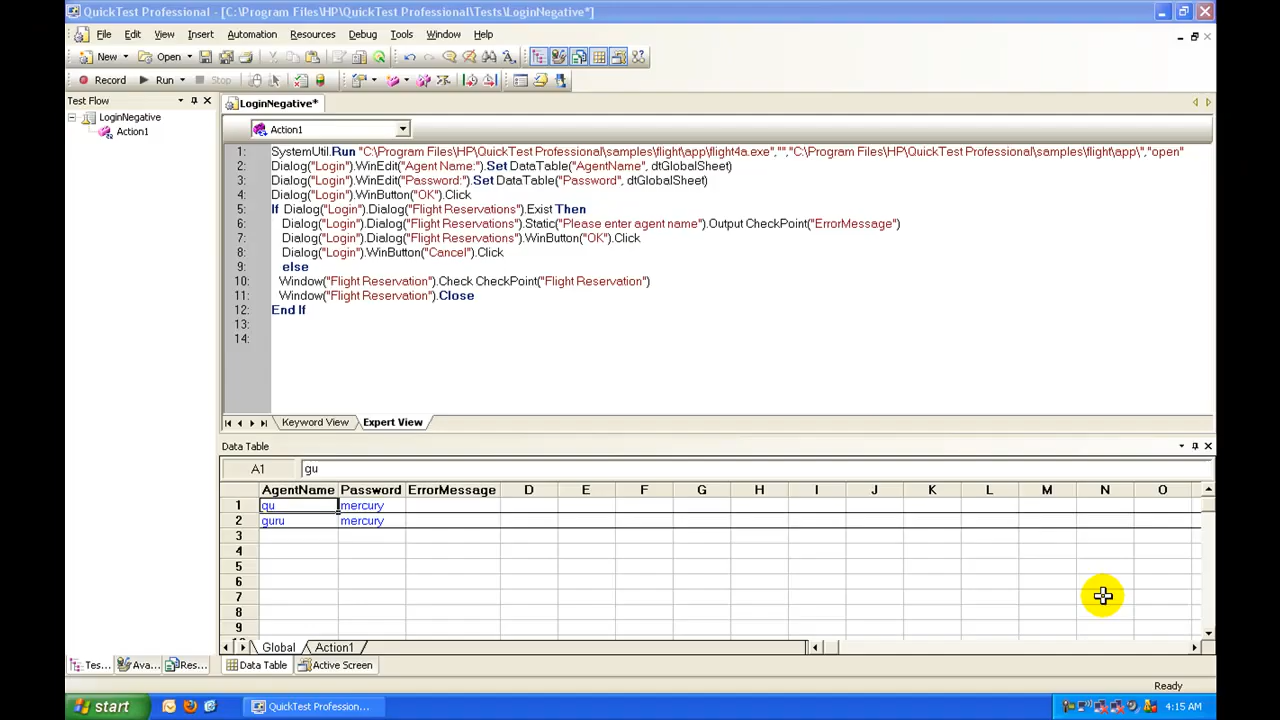 QuickTest Professional - [C:\Program Files\HP\QuickTest Professional\Tests\LoginNegative*]
File Edit View Insert Automation Resources Debug Tools Window Help
New Open
Record Run Stop
Test Flow
LoginNegative
Action1
LoginNegative*
Action1
1: SystemUtil.Run "C:\Program Files\HP\QuickTest Professional\samples\flight\app\flight4a.exe","","C:\Program Files\HP\QuickTest Professional\samples\flight\app\","open"
2: Dialog("Login").WinEdit("Agent Name:").Set DataTable("AgentName", dtGlobalSheet)
3: Dialog("Login").WinEdit("Password:").Set DataTable("Password", dtGlobalSheet)
4: Dialog("Login").WinButton("OK").Click
5: If Dialog("Login").Dialog("Flight Reservations").Exist Then
6: Dialog("Login").Dialog("Flight Reservations").Static("Please enter agent name").Output CheckPoint("ErrorMessage")
7: Dialog("Login").Dialog("Flight Reservations").WinButton("OK").Click
8: Dialog("Login").WinButton("Cancel").Click
9: else
10: Window("Flight Reservation").Check CheckPoint("Flight Reservation")
11: Window("Flight Reservation").Close
12: End If
13:
14:
Keyword View Expert View
Data Table
A1 gu
AgentName Password ErrorMessage D E F G H I J K L M N O
1 gu mercury
2 guru mercury
3
4
5
6
7
8
9
Global Action1
Tes... Ava... Res... Data Table Active Screen
Ready
start QuickTest Profession... 4:15 AM